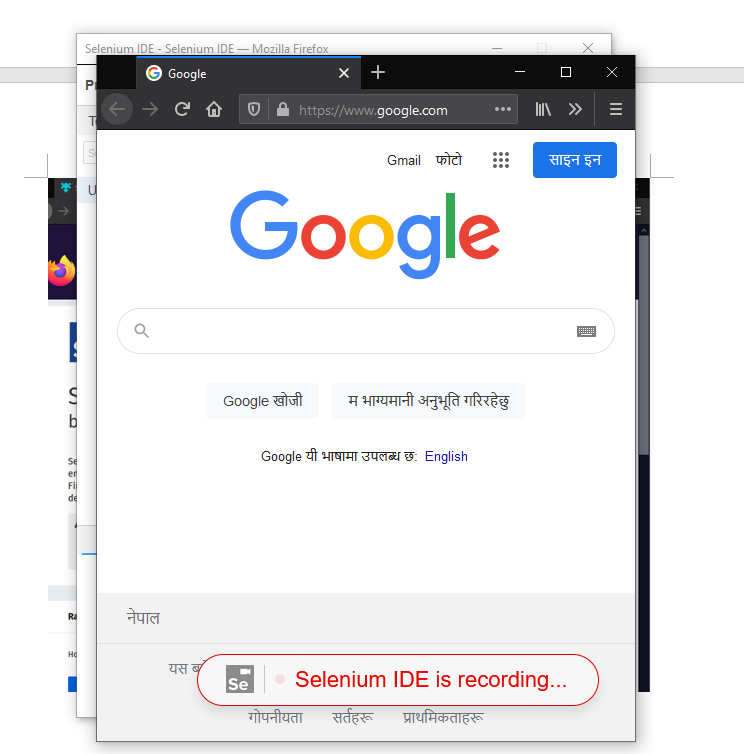 Selenium IDE - Selenium IDE — Mozilla Firefox
Google
https://www.google.com
Gmail फोटो साइन इन
Google
Google खोजी म भाग्यमानी अनुभूति गरिरहेछु
Google यी भाषामा उपलब्ध छ: English
नेपाल
यस
Se Selenium IDE is recording...
गोपनीयता सर्तहरू प्राथमिकताहरू